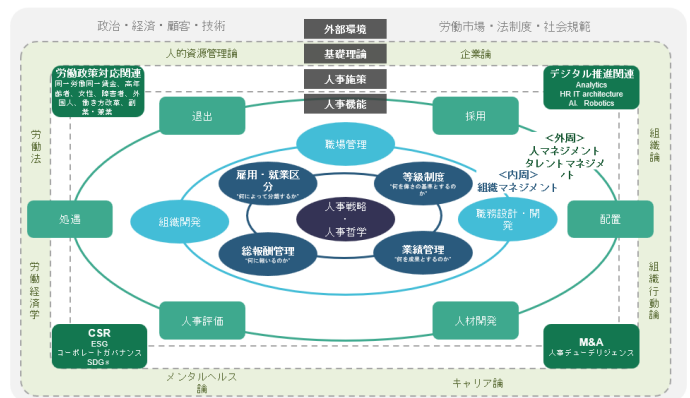 政治・経済・顧客・技術
外部環境
労働市場・法制度・社会規範
人的資源管理論
基礎理論
企業論
労働政策対応関連
同一労働同一賃金、高年
齢者、女性、障害者、外
国人、働き方改革、副
業・兼業
人事施策
デジタル推進関連
Analytics
HR IT architecture
AI、Robotics
人事機能
退出
採用
労働法
組織論
職場管理
<外周>
人マネジメント
タレントマネジメ
ント
<内周>
組織マネジメント
雇用・就業区
分
"何によって分類するか"
等級制度
"何を偉さの基準とするの
か"
処遇
組織開発
人事戦略
・
人事哲学
職務設計・開
発
配置
総報酬管理
"何に報いるのか"
業績管理
"何を成果とするのか"
労働経済学
組織行動論
人事評価
人材開発
CSR
ESG
コーポレートガバナンス
SDGs
M&A
人事デューデリジェンス
メンタルヘルス
論
キャリア論